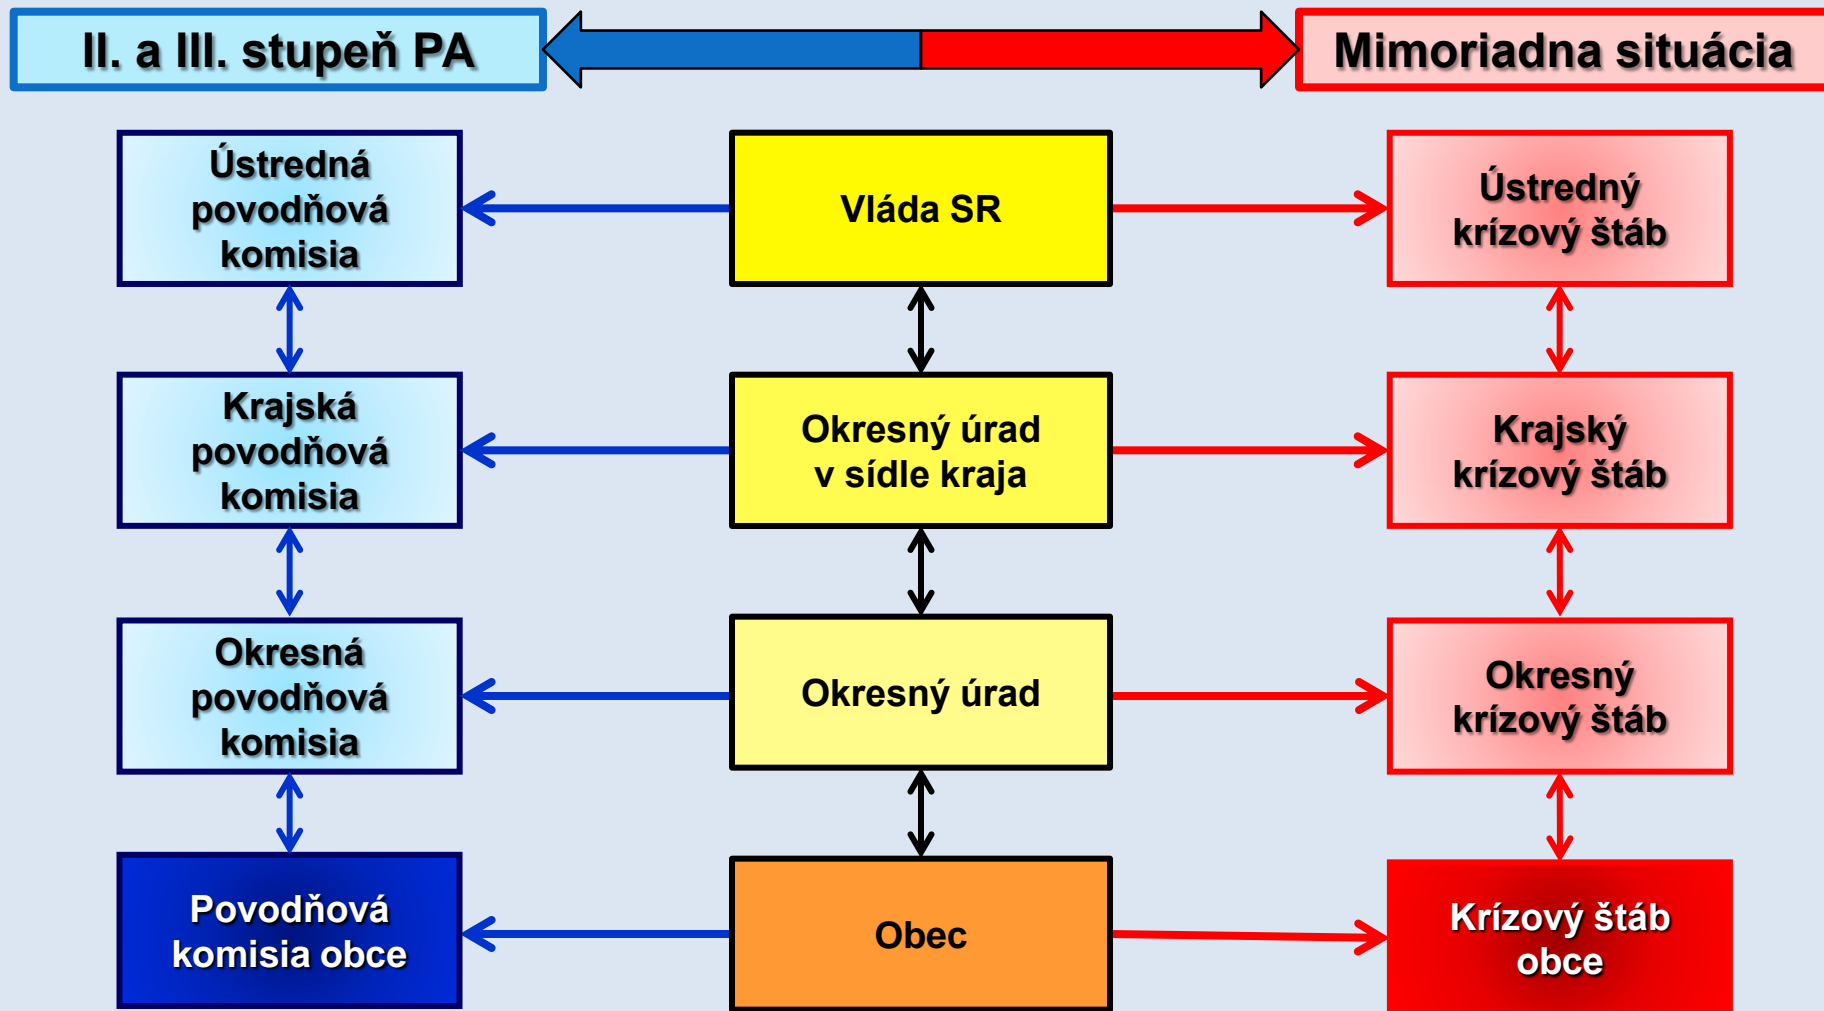 II. a III. stupeň PA
Mimoriadna situácia
Ústredná
povodňová
komisia
Vláda SR
Ústredný
krízový štáb
Krajská
povodňová
komisia
Okresný úrad
v sídle kraja
Krajský
krízový štáb
Okresná
povodňová
komisia
Okresný úrad
Okresný
krízový štáb
Povodňová
komisia obce
Obec
Krízový štáb
obce